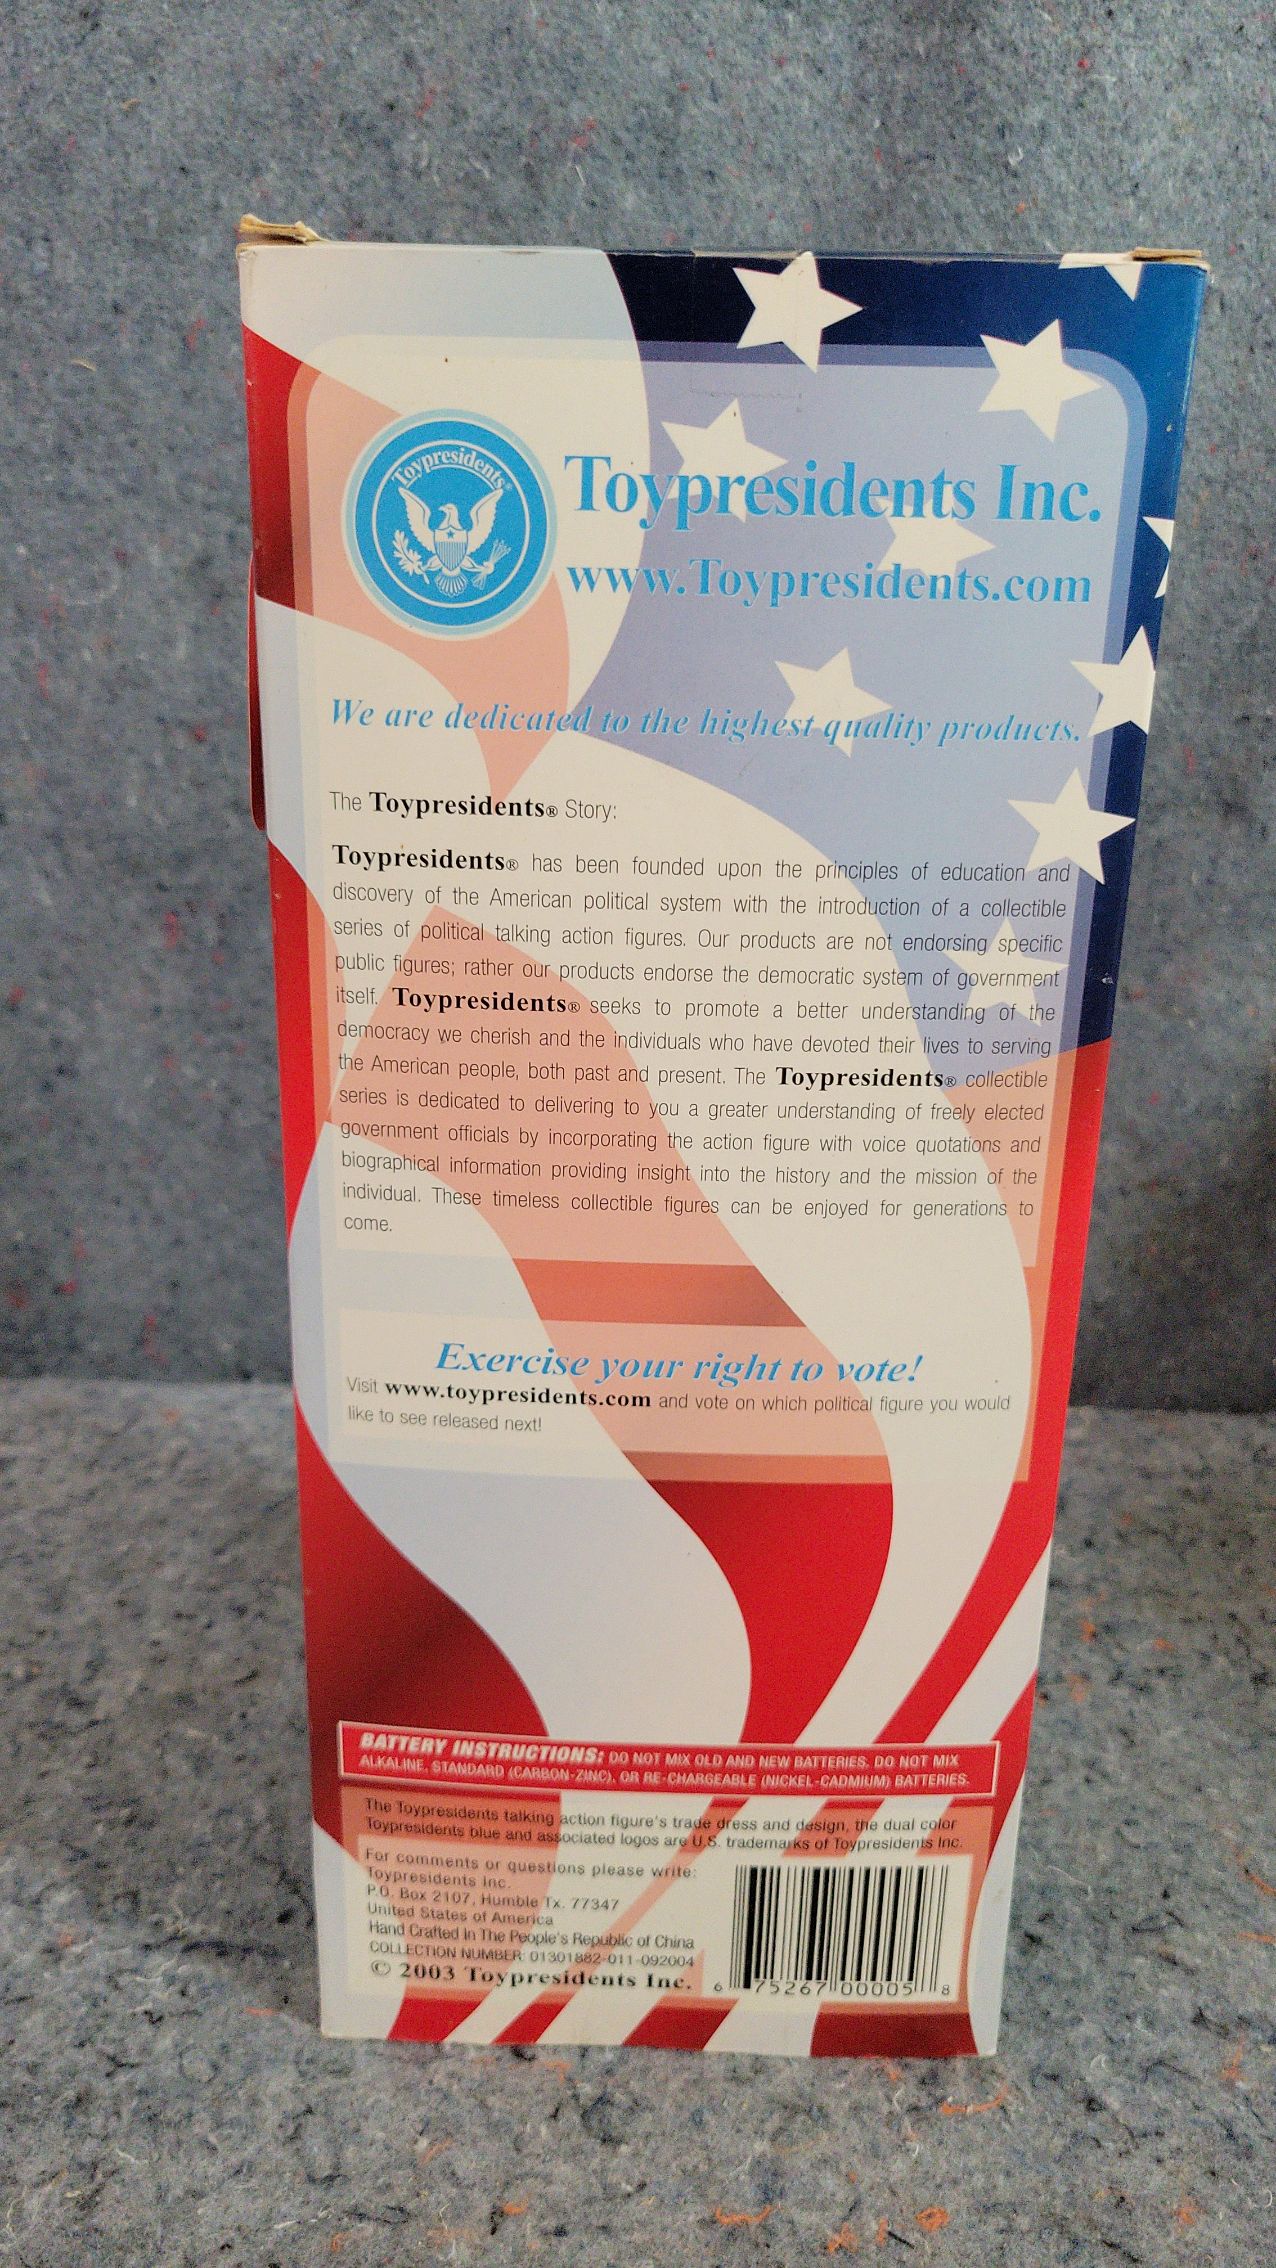 Toypresidents®
Toypresidents Inc.
www.Toypresidents.com
We are dedicated to the highest quality products.
The Toypresidents® Story:
Toypresidents® has been founded upon the principles of education and
discovery of the American political system with the introduction of a collectible
series of political talking action figures. Our products are not endorsing specific
public figures; rather our products endorse the democratic system of government
itself. Toypresidents® seeks to promote a better understanding of the
democracy we cherish and the individuals who have devoted their lives to serving
the American people, both past and present. The Toypresidents® collectible
series is dedicated to delivering to you a greater understanding of freely elected
government officials by incorporating the action figure with voice quotations and
biographical information providing insight into the history and the mission of the
individual. These timeless collectible figures can be enjoyed for generations to
come.
Exercise your right to vote!
Visit www.toypresidents.com and vote on which political figure you would
like to see released next!
BATTERY INSTRUCTIONS: DO NOT MIX OLD AND NEW BATTERIES. DO NOT MIX
ALKALINE, STANDARD (CARBON-ZINC), OR RE-CHARGEABLE (NICKEL-CADMIUM) BATTERIES.
The Toypresidents talking action figure's trade dress and design, the dual color
Toypresidents blue and associated logos are U.S. trademarks of Toypresidents Inc.
For comments or questions please write:
Toypresidents Inc.
P.O. Box 2107, Humble Tx. 77347
United States of America
Hand Crafted In The People's Republic of China
COLLECTION NUMBER: 01301882-011-092004
© 2003 Toypresidents Inc.
6 75267 00005 8